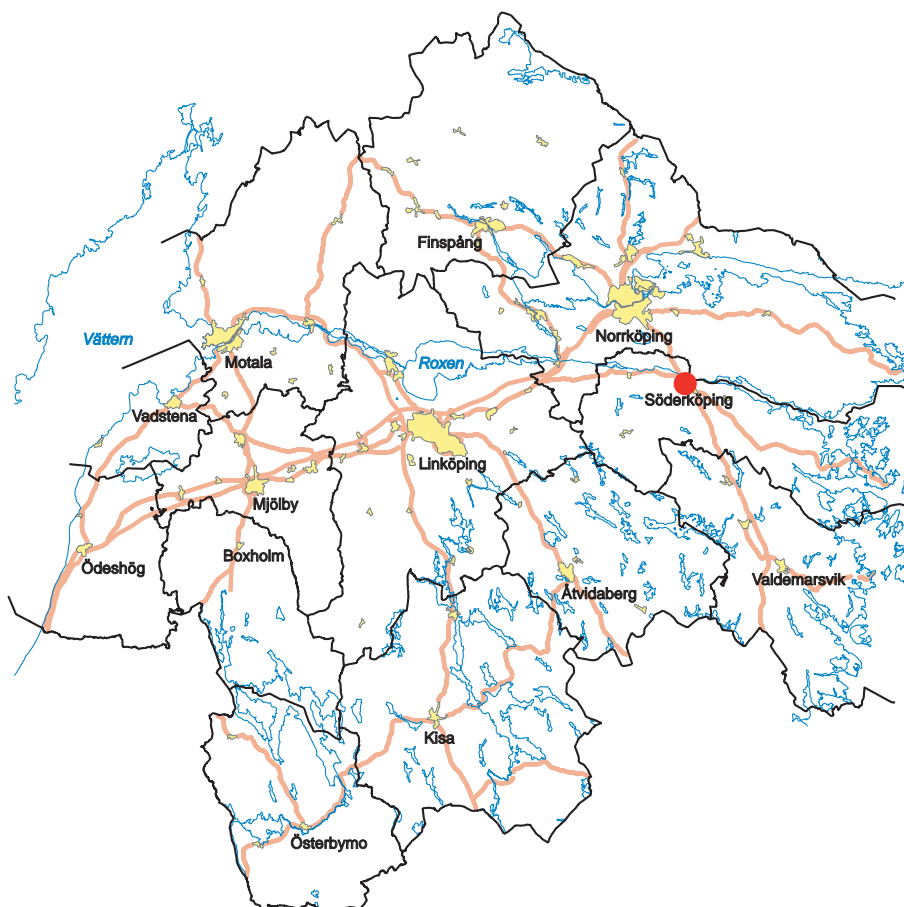 Finspång
Norrköping
Vättern
Motala
Roxen
Söderköping
Vadstena
Linköping
Mjölby
Boxholm
Ödeshög
Valdemarsvik
Åtvidaberg
Kisa
Österbymo